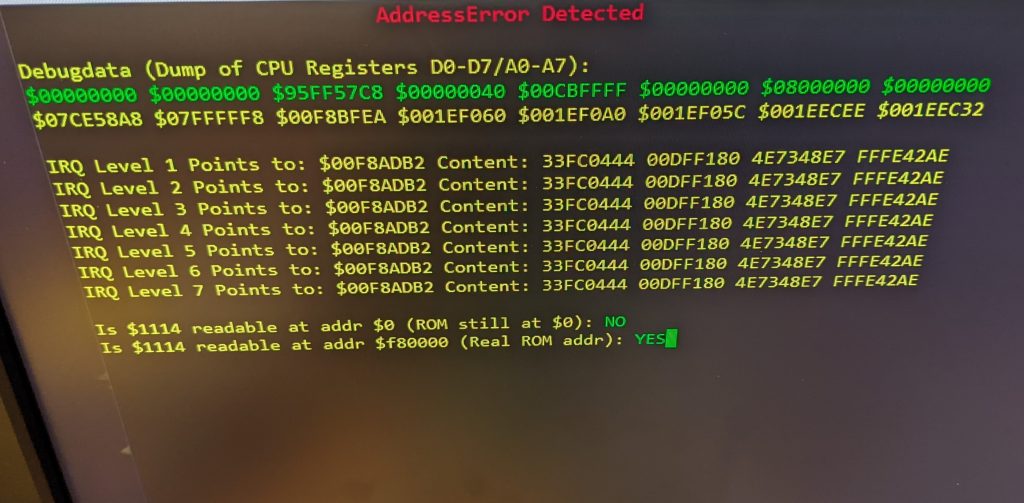 AddressError Detected
Debugdata (Dump of CPU Registers D0-D7/A0-A7):
$00000000 $00000000 $95FF57C8 $00000040 $00CBFFFF $00000000 $08000000 $00000000
$07CE58A8 $07FFFFF8 $00F8BFEA $001EF060 $001EF0A0 $001EF05C $001EECEE $001EEC32
IRQ Level 1 Points to: $00F8ADB2 Content: 33FC0444 00DFF180 4E7348E7 FFFE42AE
IRQ Level 2 Points to: $00F8ADB2 Content: 33FC0444 00DFF180 4E7348E7 FFFE42AE
IRQ Level 3 Points to: $00F8ADB2 Content: 33FC0444 00DFF180 4E7348E7 FFFE42AE
IRQ Level 4 Points to: $00F8ADB2 Content: 33FC0444 00DFF180 4E7348E7 FFFE42AE
IRQ Level 5 Points to: $00F8ADB2 Content: 33FC0444 00DFF180 4E7348E7 FFFE42AE
IRQ Level 6 Points to: $00F8ADB2 Content: 33FC0444 00DFF180 4E7348E7 FFFE42AE
IRQ Level 7 Points to: $00F8ADB2 Content: 33FC0444 00DFF180 4E7348E7 FFFE42AE
Is $1114 readable at addr $0 (ROM still at $0): NO
Is $1114 readable at addr $f80000 (Real ROM addr): YES